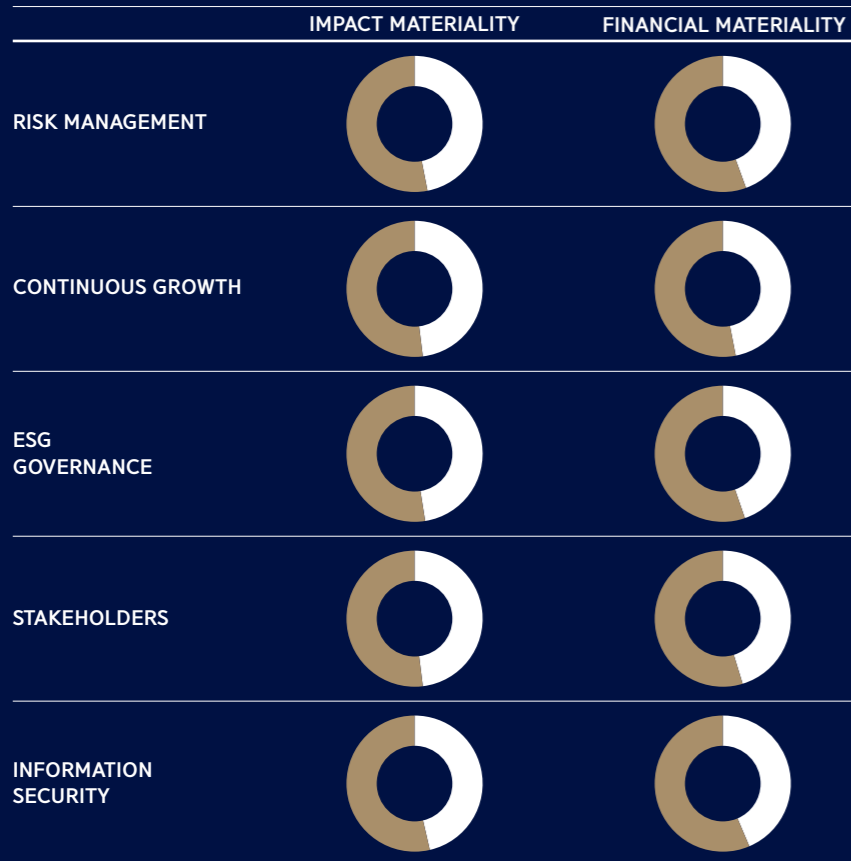 IMPACT MATERIALITY FINANCIAL MATERIALITY
RISK MANAGEMENT
CONTINUOUS GROWTH
ESG
GOVERNANCE
STAKEHOLDERS
INFORMATION
SECURITY